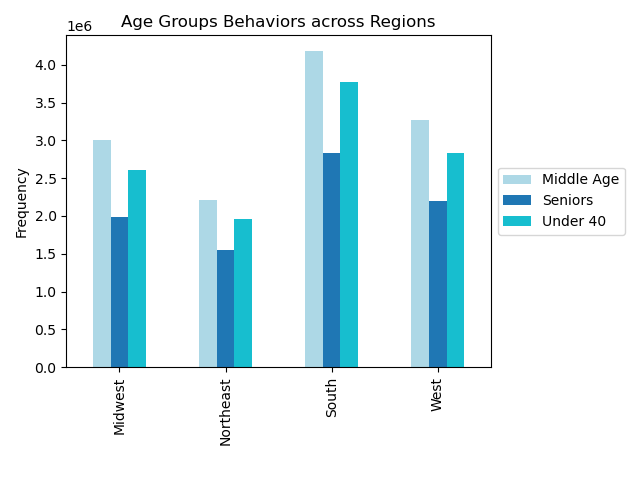 Age Groups Behaviors across Regions
1e6
4.0
3.5
3.0
2.5
2.0
1.5
1.0
0.5
0.0
Frequency
Midwest
Northeast
South
West
Middle Age
Seniors
Under 40